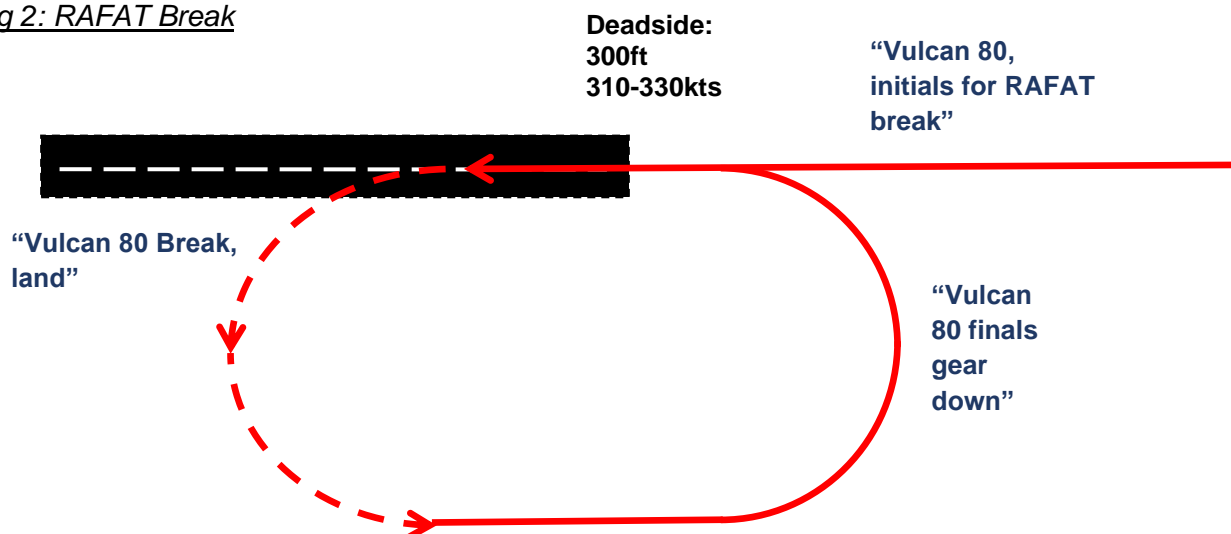 g 2: RAFAT Break
Deadside:
300ft
310-330kts
“Vulcan 80,
initials for RAFAT
break”
“Vulcan 80 Break,
land”
“Vulcan
80 finals
gear
down”